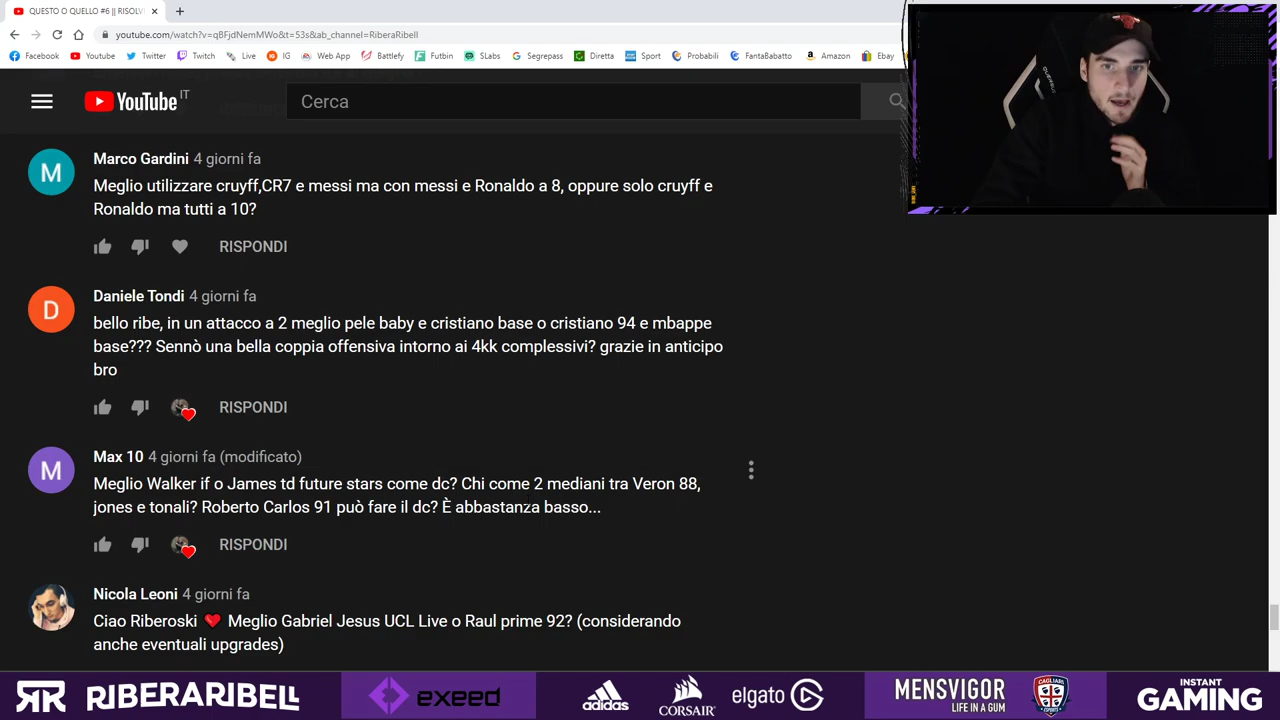 QUESTO O QUELLO #6 || RISOLV
youtube.com/watch?v=qBFjdNemMWo&t=53s&ab_channel=RiberaRibell
Facebook Youtube Twitch Live IG Web App Battlefy Futbin SLabs Segrepass Diretta Sport Probabili FantaBabatto Amazon Ebay
YouTube IT
Cerca
Marco Gardini 4 giorni fa
Meglio utilizzare cruyff,CR7 e messi ma con messi e Ronaldo a 8, oppure solo cruyff e
Ronaldo ma tutti a 10?
RISPONDI
D
Daniele Tondi 4 giorni fa
bello ribe, in un attacco a 2 meglio pele baby e cristiano base o cristiano 94 e mbappe
base??? Sennò una bella coppia offensiva intorno ai 4kk complessivi? grazie in anticipo
bro
RISPONDI
M
Max 10 4 giorni fa (modificato)
Meglio Walker if o James td future stars come dc? Chi come 2 mediani tra Veron 88,
jones e tonali? Roberto Carlos 91 può fare il dc? È abbastanza basso...
RISPONDI
Nicola Leoni 4 giorni fa
Ciao Riberoski ❤ Meglio Gabriel Jesus UCL Live o Raul prime 92? (considerando
anche eventuali upgrades)
RR RIBERARIBELL exeed adidas CORSAIR elgato MENSVIGOR LIFE IN A GUM CAGLIARI INSTANT GAMING